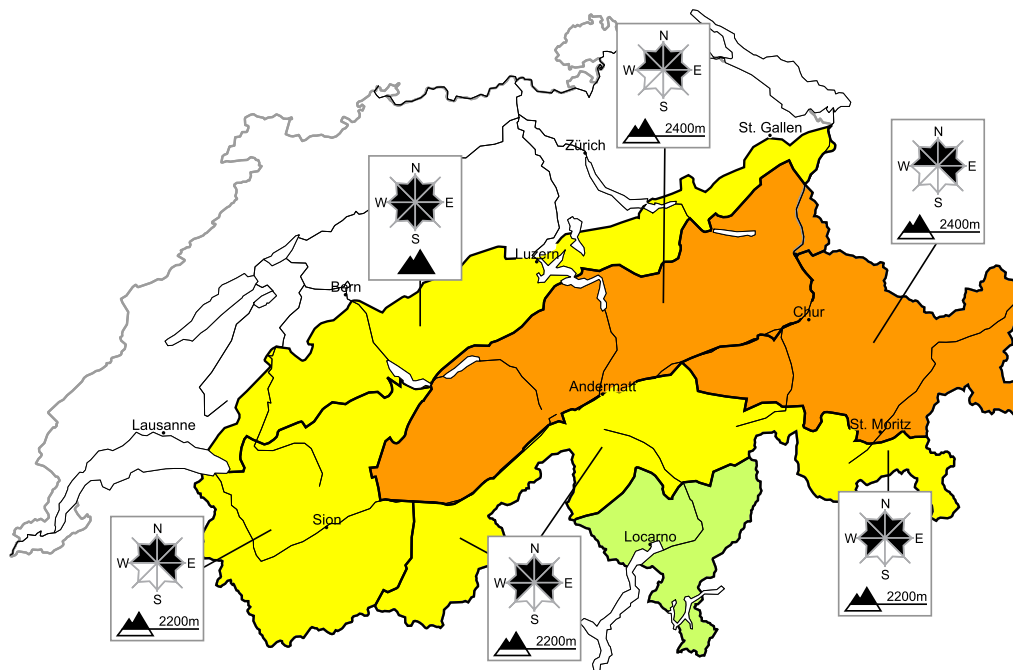 N
W E
S
2400m
St. Gallen
Zürich
N
W E
S
2400m
N
W E
S
Luzern
Bern
Chur
Andermatt
Lausanne
St. Moritz
Sion
Locarno
N
W E
S
2200m
N
W E
S
2200m
N
W E
S
2200m